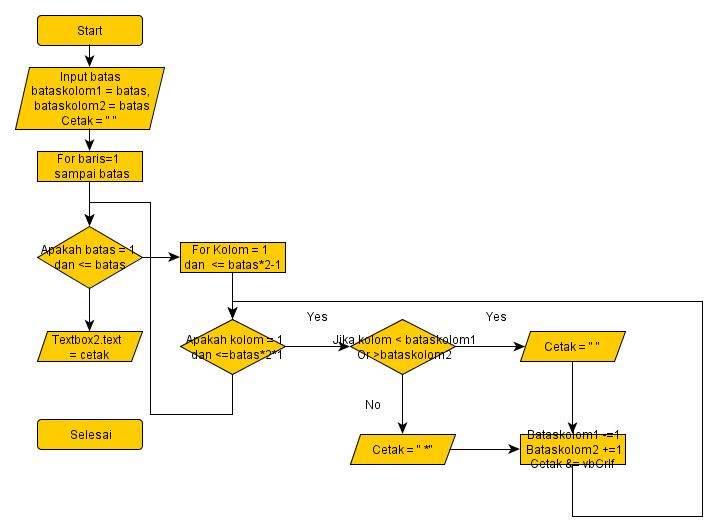 Start
Input batas
bataskolom1 = batas,
bataskolom2 = batas
Cetak = " "
For baris=1
sampai batas
Apakah batas = 1
dan <= batas
For Kolom = 1
dan <= batas*2-1
Yes
Yes
Apakah kolom = 1
dan <=batas*2*1
Jika kolom < bataskolom1
Or >bataskolom2
Cetak = " "
Textbox2.text
= cetak
No
Selesai
Cetak = " *"
Bataskolom1 -=1
Bataskolom2 +=1
Cetak &= vbCrlf